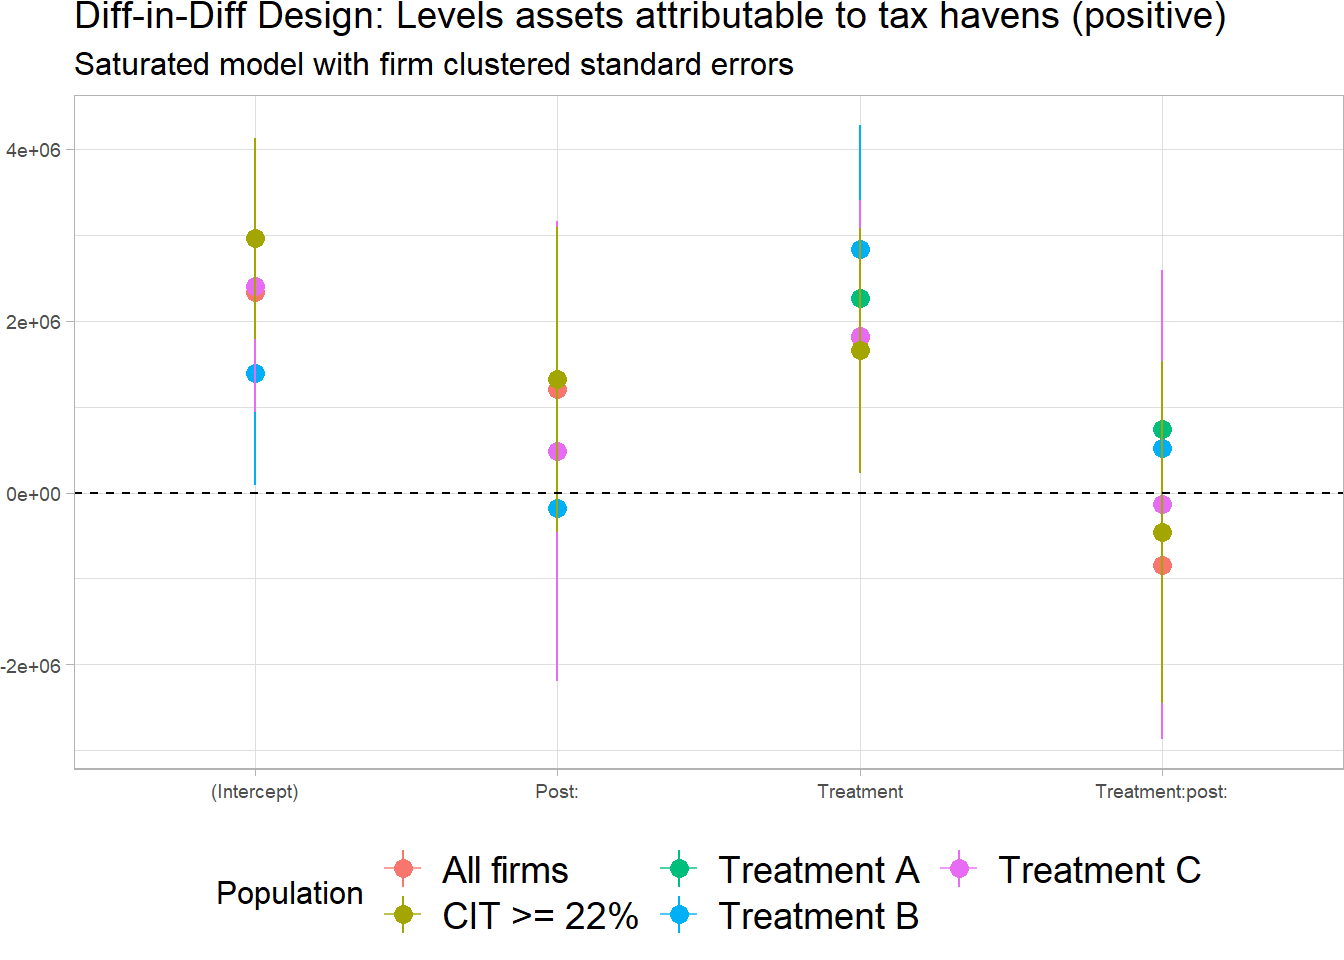 Diff-in-Diff Design: Levels assets attributable to tax havens (positive)
Saturated model with firm clustered standard errors
4e+06
2e+06
0e+00
-2e+06
(Intercept) Post: Treatment Treatment:post:
Population
All firms Treatment A Treatment C
CIT >= 22% Treatment B